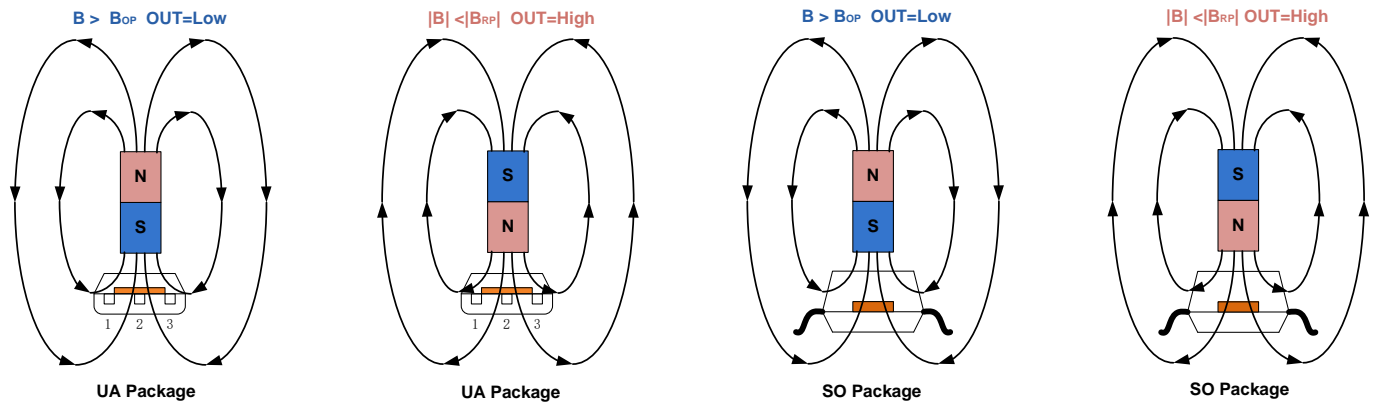 B > BOP OUT=Low
|B| <|BRP| OUT=High
B > BOP OUT=Low
|B| <|BRP| OUT=High
N
S
S
N
N
S
S
N
1 2 3
1 2 3
UA Package
UA Package
SO Package
SO Package